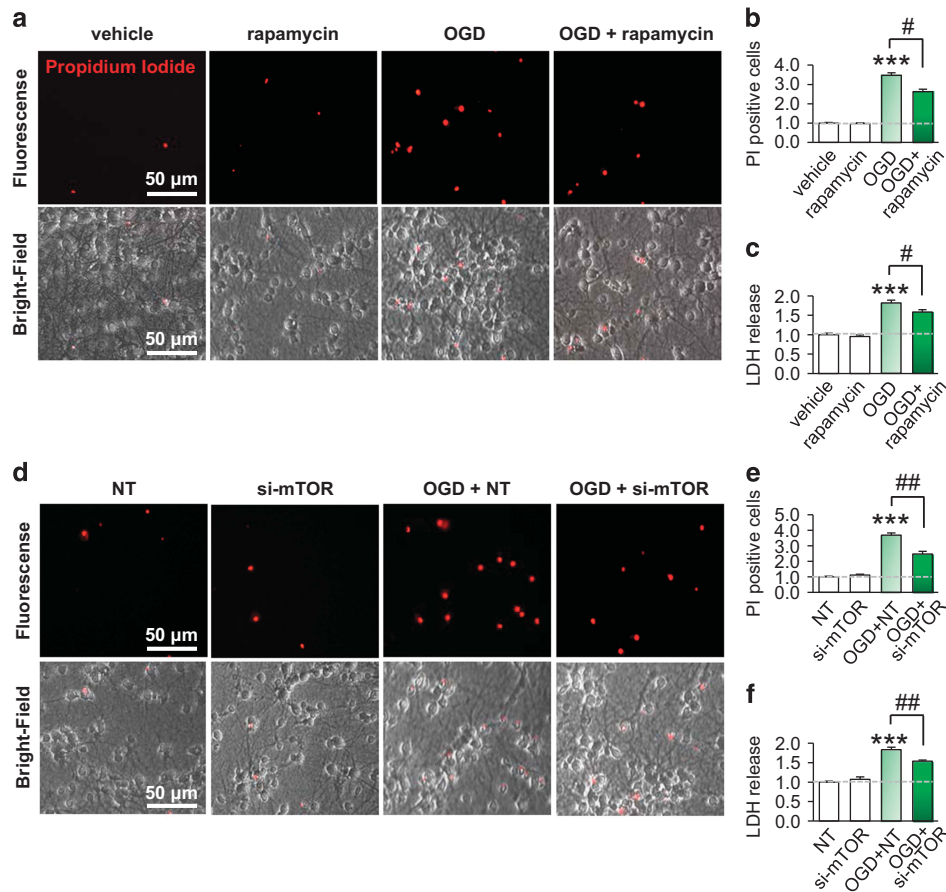 a
vehicle
rapamycin
OGD
OGD + rapamycin
Fluorescense
Propidium Iodide
50 µm
Bright-Field
50 µm
b
PI positive cells
4.0
3.0
2.0
1.0
0.0
***
#
vehicle
rapamycin
OGD
OGD+
rapamycin
c
LDH release
2.0
1.5
1.0
0.5
0.0
***
#
vehicle
rapamycin
OGD
OGD+
rapamycin
d
NT
si-mTOR
OGD + NT
OGD + si-mTOR
Fluorescense
50 µm
Bright-Field
50 µm
e
PI positive cells
5.0
4.0
3.0
2.0
1.0
0.0
***
##
NT
si-mTOR
OGD+NT
OGD+
si-mTOR
f
LDH release
2.0
1.5
1.0
0.5
0.0
***
##
NT
si-mTOR
OGD+NT
OGD+
si-mTOR